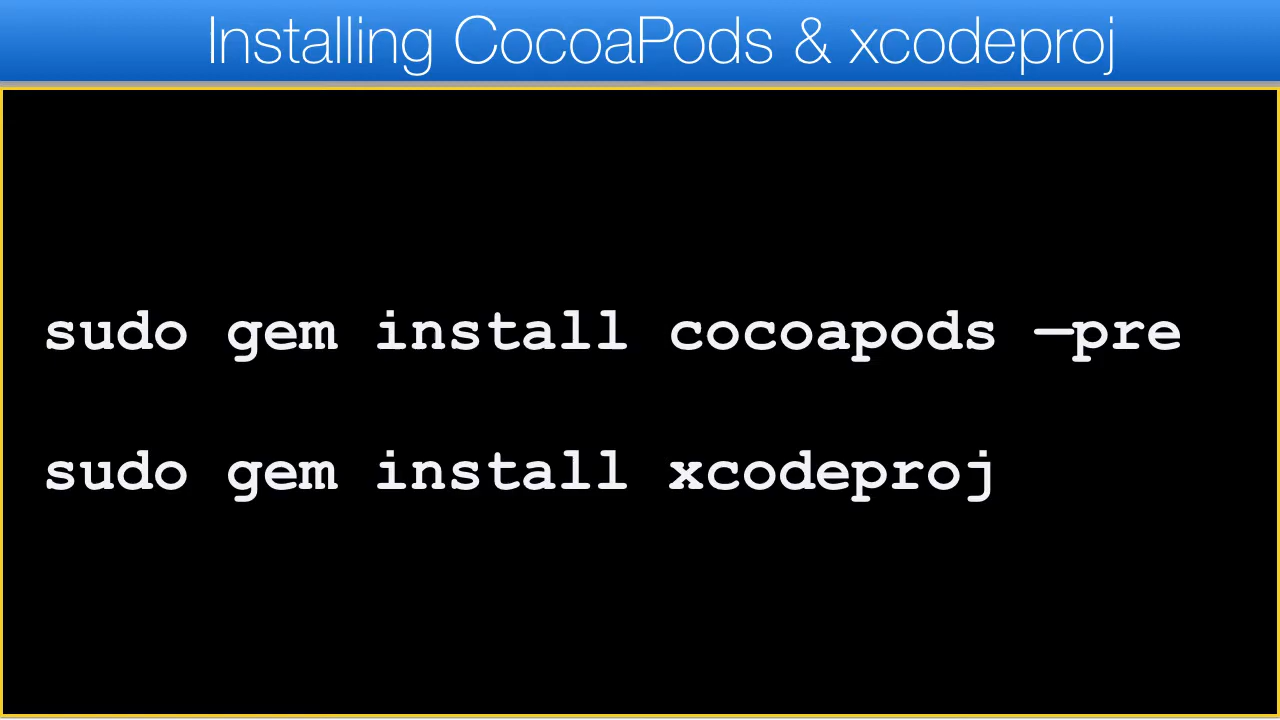 Installing CocoaPods & xcodeproj
sudo gem install cocoapods —pre
sudo gem install xcodeproj